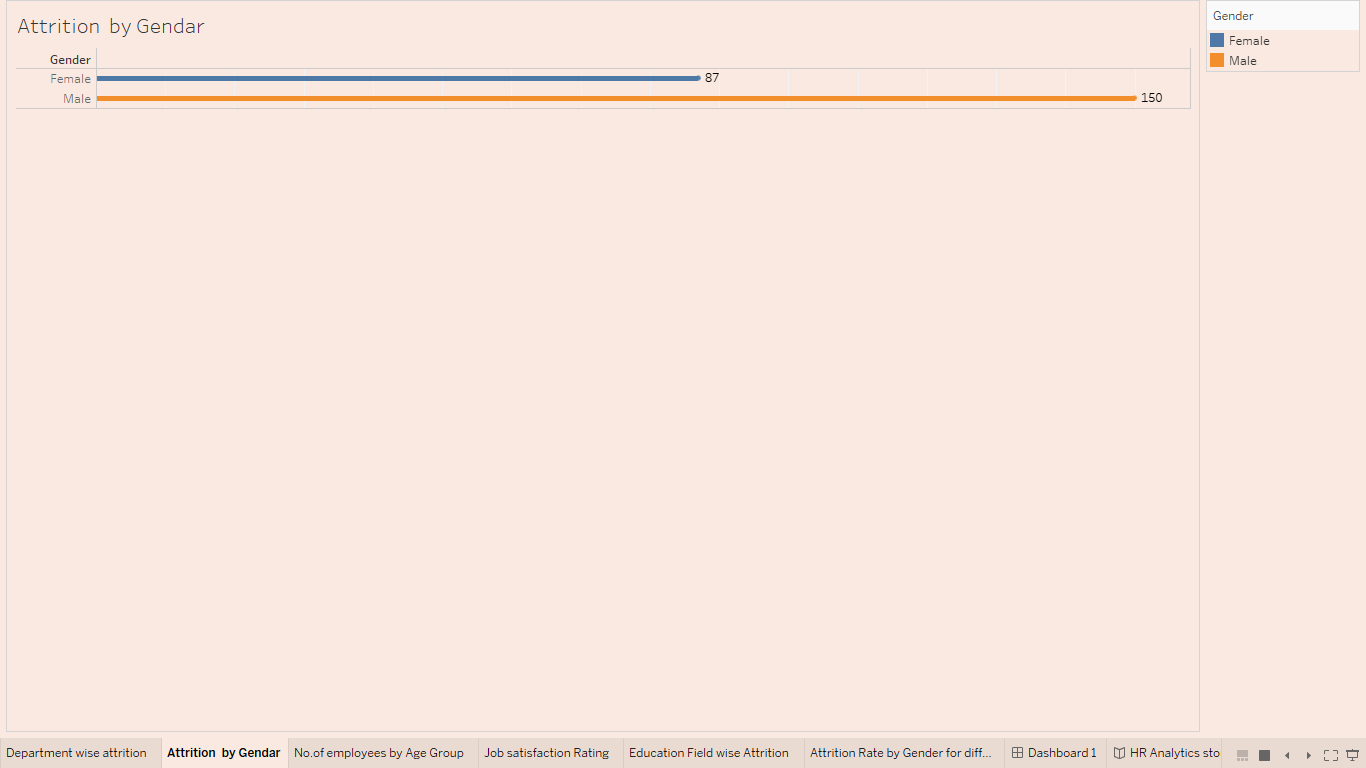 Attrition  by Gendar
Gender
Female 87
Male 150
Gender
Female
Male
Department wise attrition
Attrition  by Gendar
No.of employees by Age Group
Job satisfaction Rating
Education Field wise Attrition
Attrition Rate by Gender for diff...
Dashboard 1
HR Analytics sto